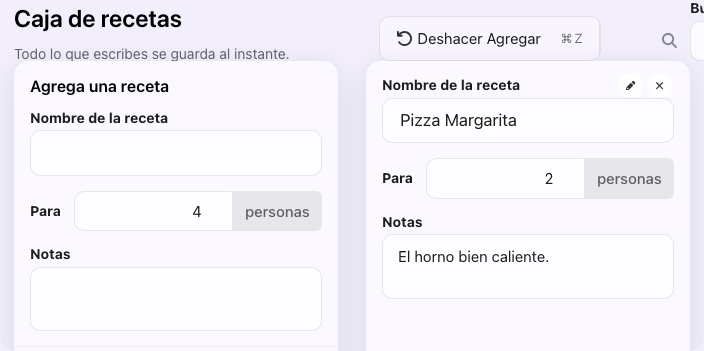 Caja de recetas
Todo lo que escribes se guarda al instante.
Deshacer Agregar ⌘Z
Agrega una receta
Nombre de la receta
Para 4 personas
Notas
Nombre de la receta
Pizza Margarita
Para 2 personas
Notas
El horno bien caliente.